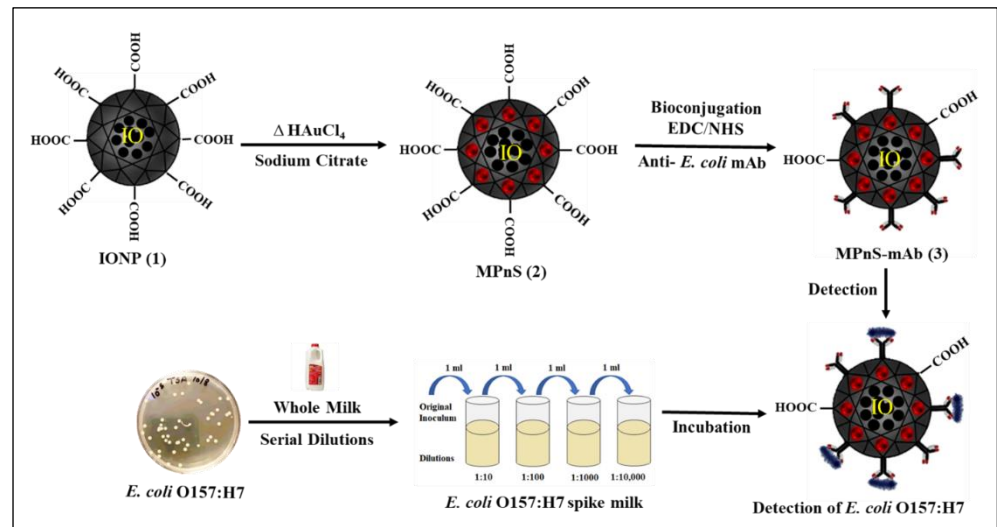 COOH
HOOC
COOH
HOOC
COOH
IO
HOOC
COOH
COOH
IONP (1)
Δ HAuCl4
Sodium Citrate
COOH
HOOC
COOH
HOOC
COOH
IO
HOOC
COOH
COOH
MPnS (2)
Bioconjugation
EDC/NHS
Anti- E. coli mAb
COOH
HOOC
IO
MPnS-mAb (3)
Detection
COOH
HOOC
IO
Detection of E. coli O157:H7
E. coli O157:H7
Whole Milk
Serial Dilutions
1 ml 1 ml 1 ml 1 ml
Original
Inoculum
Dilutions
1:10 1:100 1:1000 1:10,000
E. coli O157:H7 spike milk
Incubation